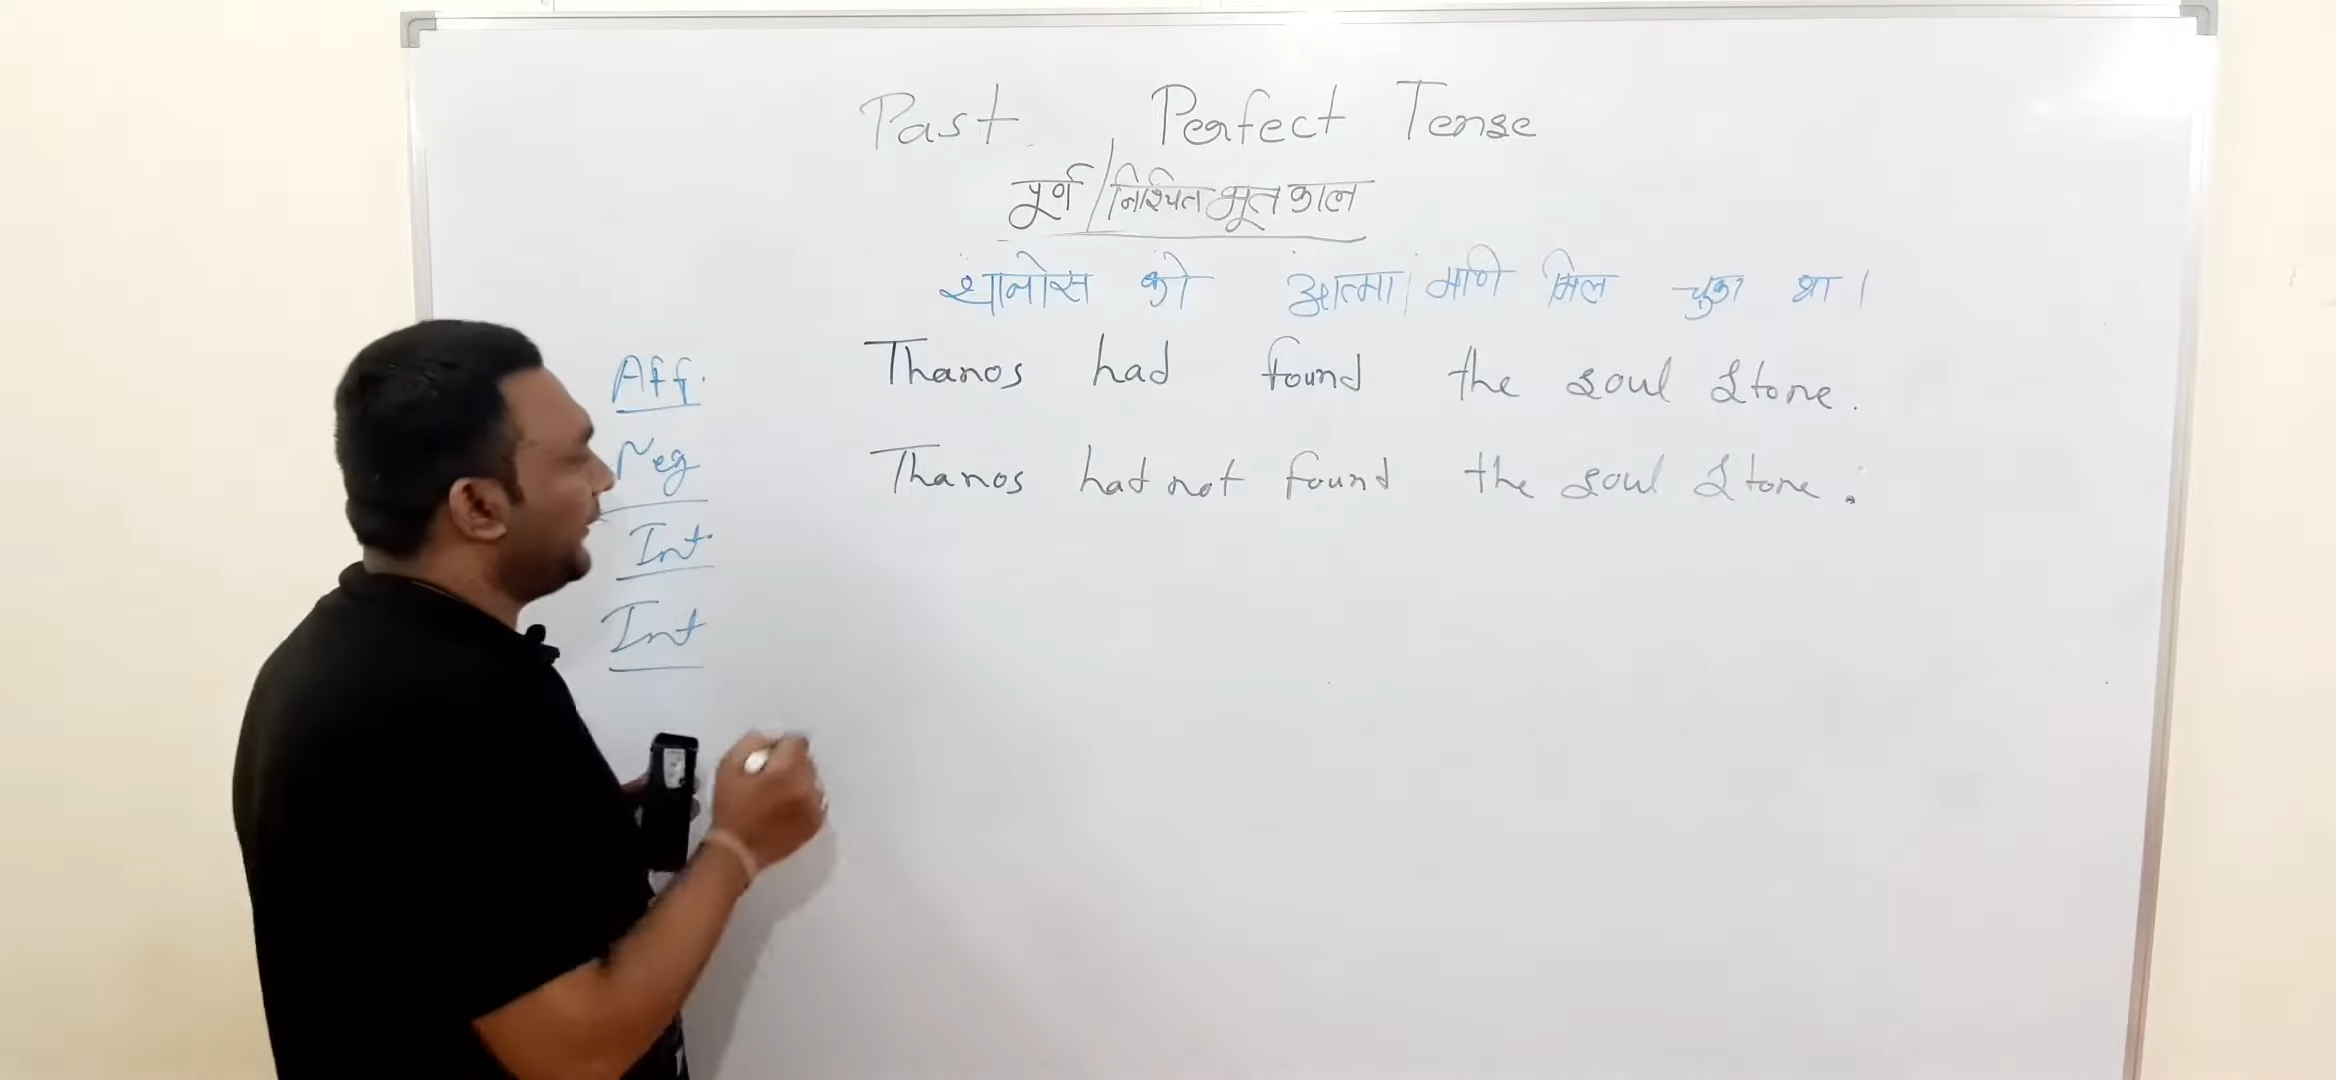 Past Perfect Tense
पूर्ण/निश्चित भूतकाल
थानोस को आत्मा मणि मिल चुका था।
Aff. Thanos had found the soul Stone.
Neg Thanos had not found the soul Stone.
Int.
Int